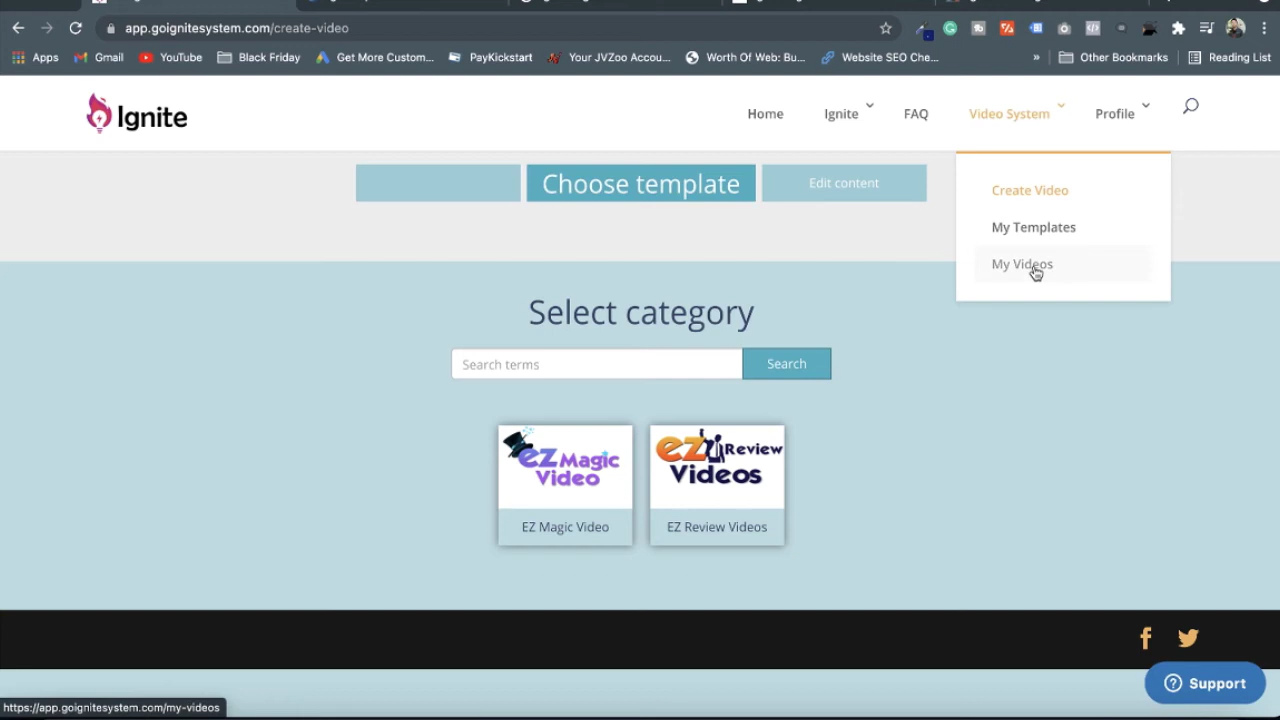 app.goignitesystem.com/create-video
Apps Gmail YouTube Black Friday Get More Custom... PayKickstart Your JVZoo Accou... Worth Of Web: Bu... Website SEO Che... » Other Bookmarks Reading List
Ignite
Home Ignite FAQ Video System Profile
Choose template Edit content
Create Video
My Templates
My Videos
Select category
Search terms Search
EZ Magic Video
EZ Review Videos
EZ Magic Video EZ Review Videos
Support
https://app.goignitesystem.com/my-videos